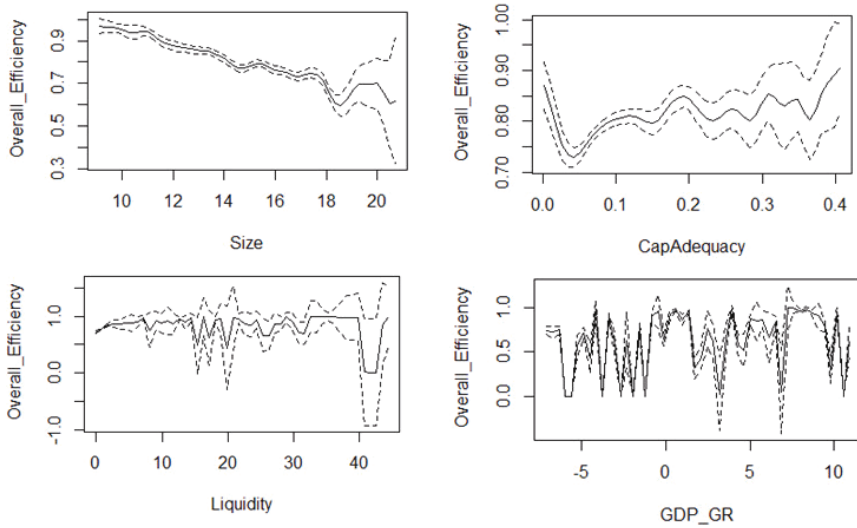 Overall_Efficiency
0.9
0.7
0.5
0.3
10 12 14 16 18 20
Size
Overall_Efficiency
1.00
0.90
0.80
0.70
0.0 0.1 0.2 0.3 0.4
CapAdequacy
Overall_Efficiency
1.0
0.0
-1.0
0 10 20 30 40
Liquidity
Overall_Efficiency
1.0
0.5
0.0
-5 0 5 10
GDP_GR